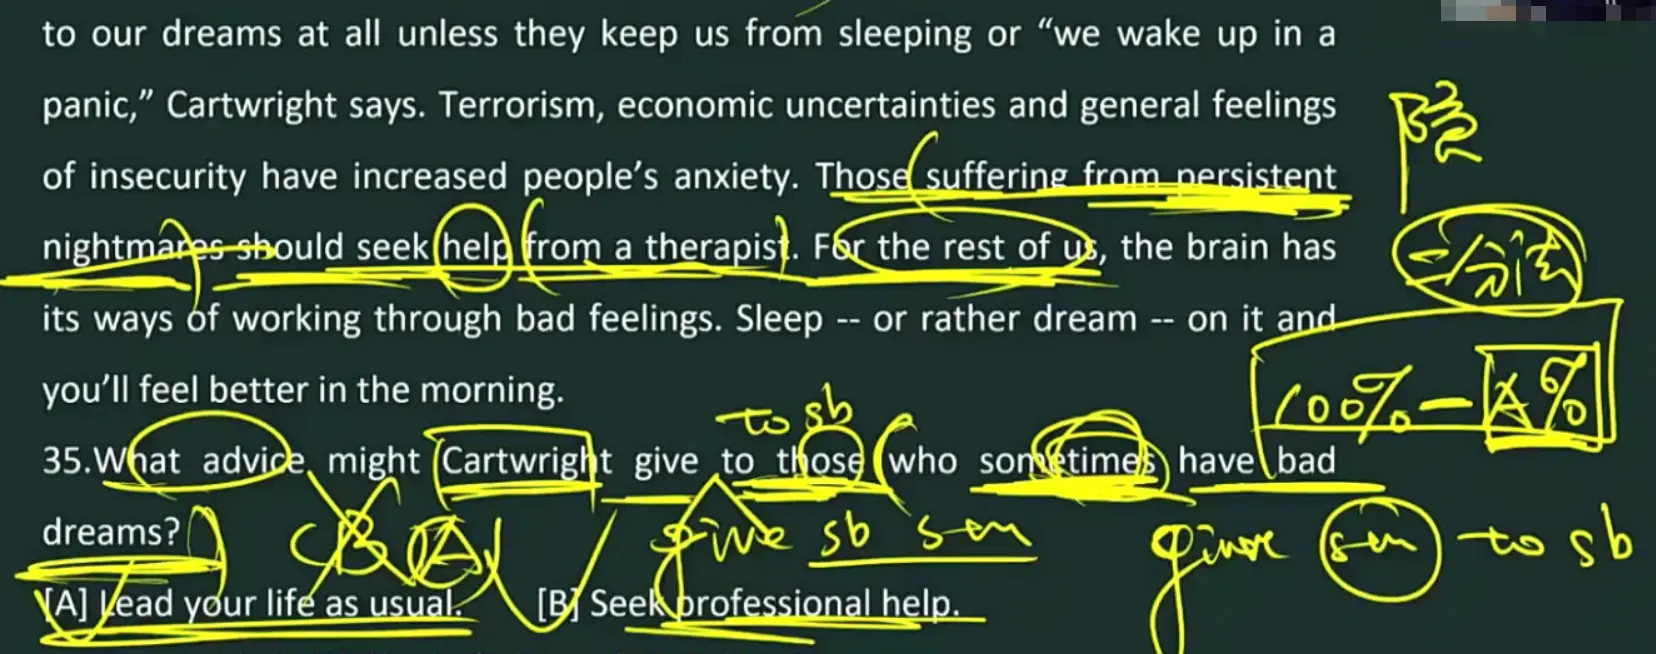 to our dreams at all unless they keep us from sleeping or “we wake up in a
panic,” Cartwright says. Terrorism, economic uncertainties and general feelings
of insecurity have increased people’s anxiety. Those suffering from persistent
nightmares should seek help from a therapist. For the rest of us, the brain has
二分法
its ways of working through bad feelings. Sleep -- or rather dream -- on it and
you’ll feel better in the morning.
100% - A%
to sb
35.What advice might Cartwright give to those who sometimes have bad
dreams?
B A
give sb sth
give sth to sb
[A] Lead your life as usual.
[B] Seek professional help.